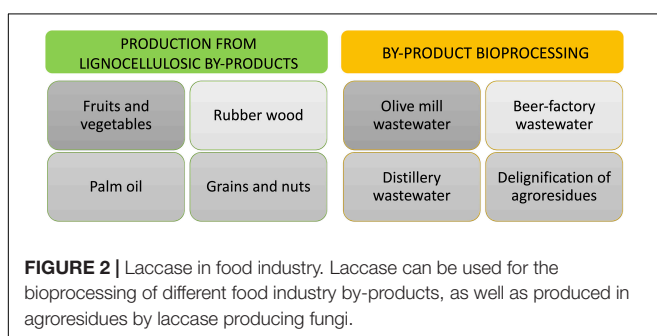 PRODUCTION FROM
LIGNOCELLULOSIC BY-PRODUCTS
BY-PRODUCT BIOPROCESSING
Fruits and
vegetables
Rubber wood
Olive mill
wastewater
Beer-factory
wastewater
Palm oil
Grains and nuts
Distillery
wastewater
Delignification of
agroresidues
FIGURE 2 | Laccase in food industry. Laccase can be used for the
bioprocessing of different food industry by-products, as well as produced in
agroresidues by laccase producing fungi.